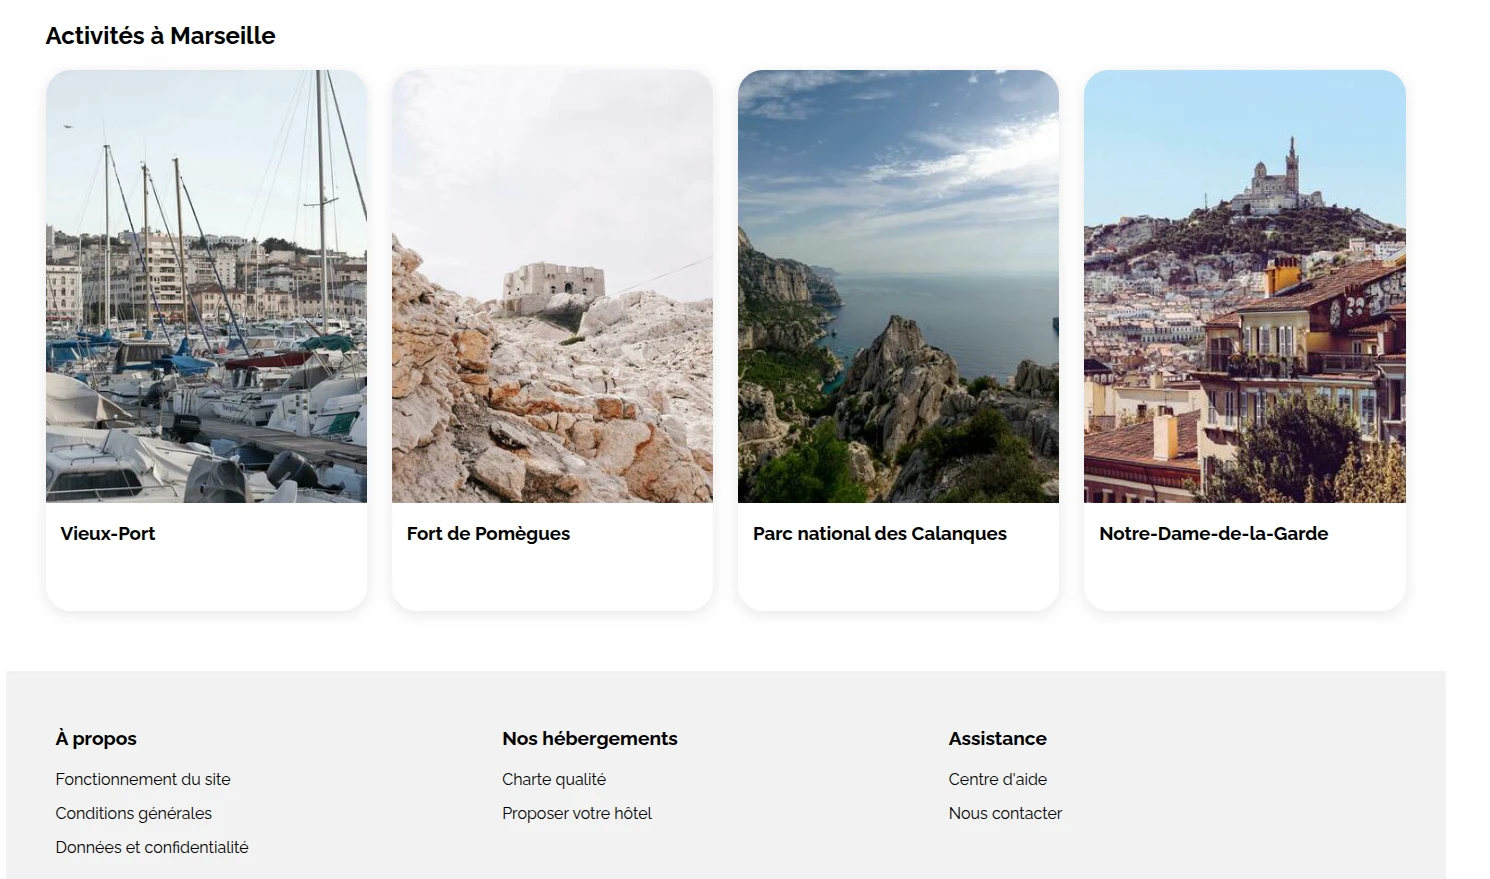 Activités à Marseille
Vieux-Port
Fort de Pomègues
Parc national des Calanques
Notre-Dame-de-la-Garde
À propos
Fonctionnement du site
Conditions générales
Données et confidentialité
Nos hébergements
Charte qualité
Proposer votre hôtel
Assistance
Centre d'aide
Nous contacter